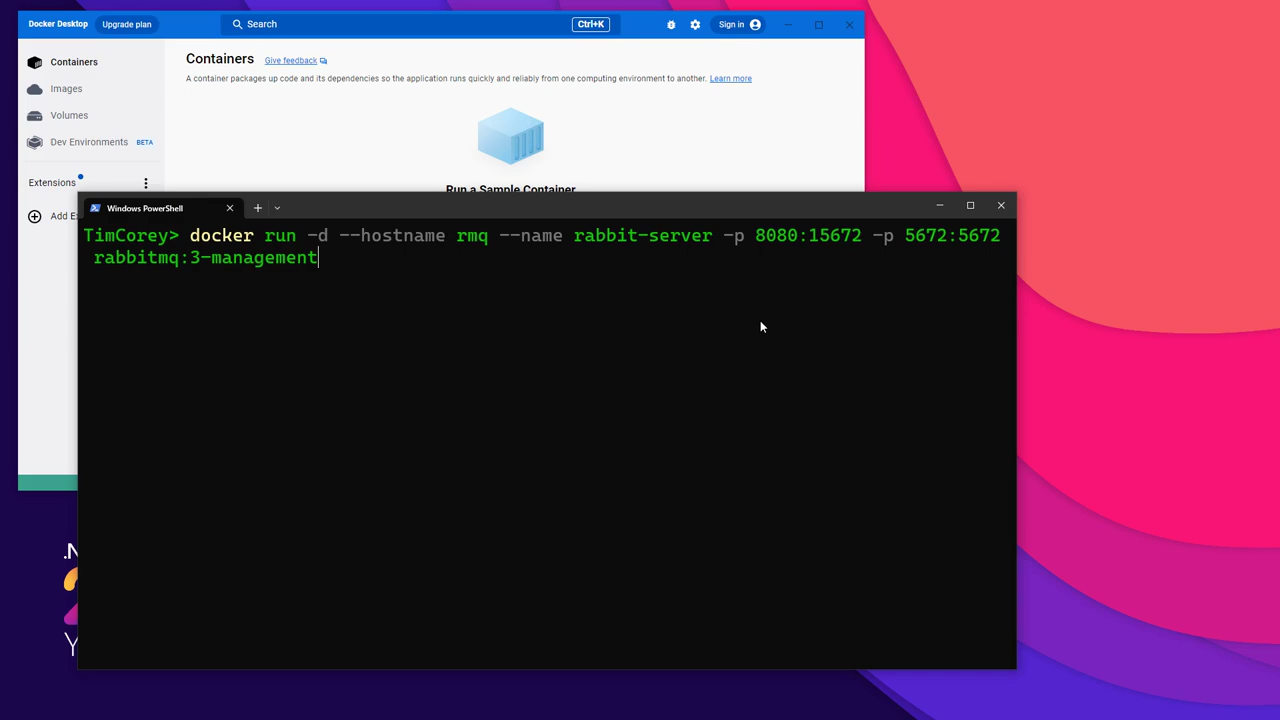 Docker Desktop
Upgrade plan
Search
Ctrl+K
Sign in
Containers
Images
Volumes
Dev Environments BETA
Extensions
Add Ex
Containers
Give feedback
A container packages up code and its dependencies so the application runs quickly and reliably from one computing environment to another. Learn more
Run a Sample Container
Windows PowerShell
TimCorey> docker run -d --hostname rmq --name rabbit-server -p 8080:15672 -p 5672:5672
rabbitmq:3-management
.N
Y